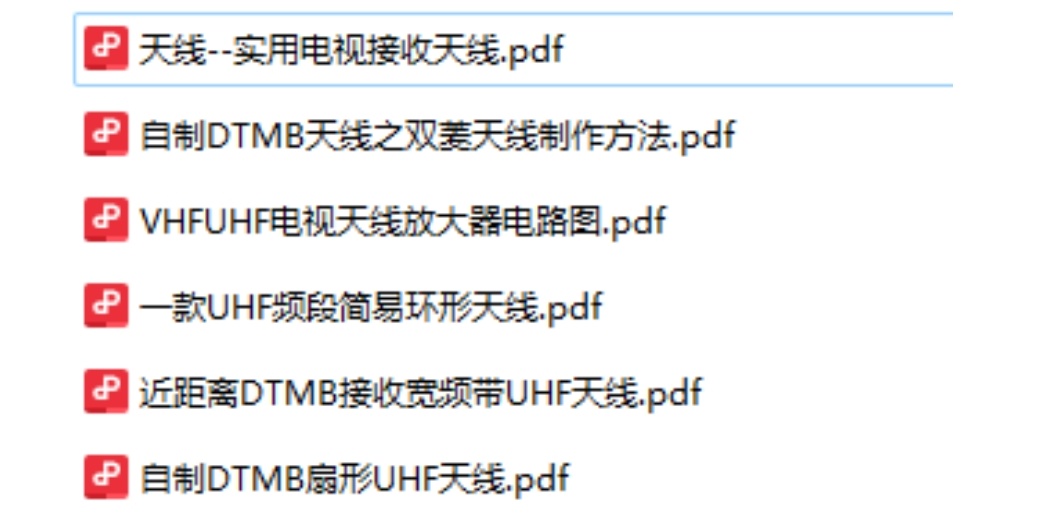 天线--实用电视接收天线.pdf
自制DTMB天线之双菱天线制作方法.pdf
VHFUHF电视天线放大器电路图.pdf
一款UHF频段简易环形天线.pdf
近距离DTMB接收宽频带UHF天线.pdf
自制DTMB扇形UHF天线.pdf